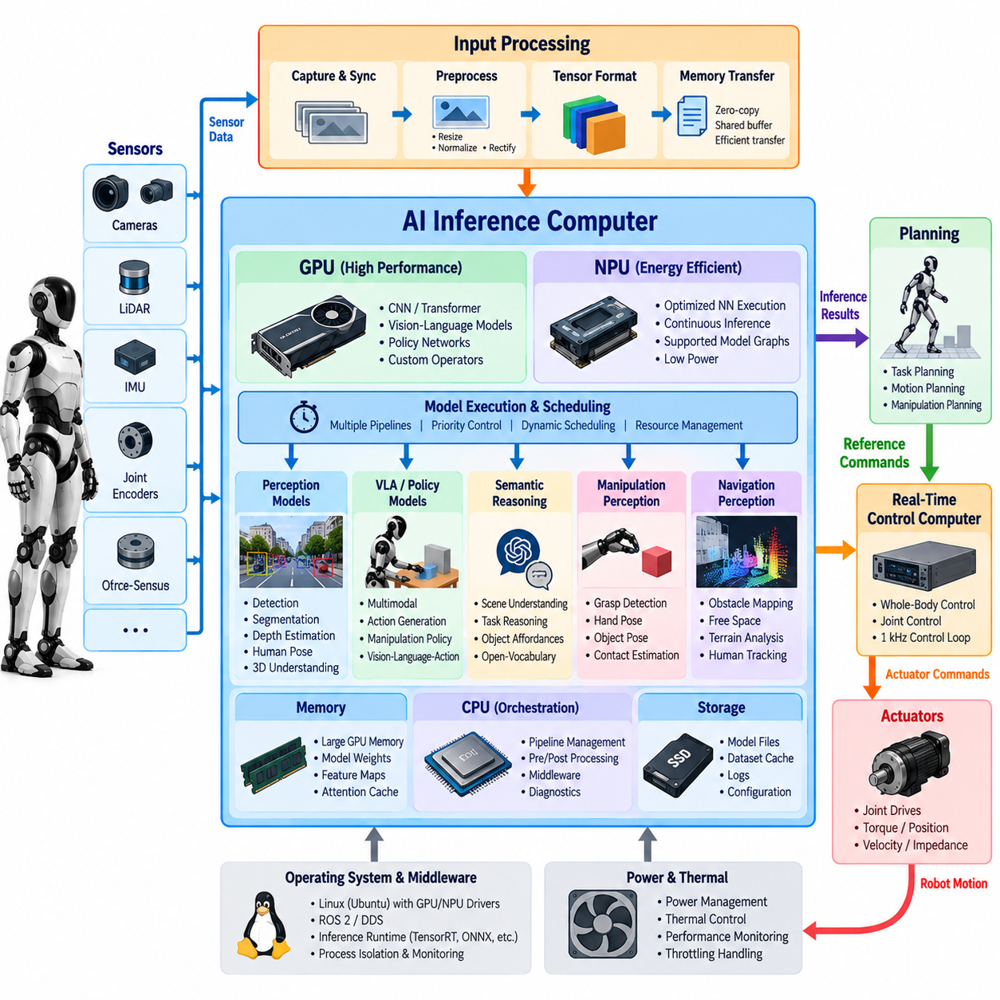 Input Processing
Capture & Sync
Preprocess
• Resize
• Normalize • Rectify
Tensor Format
Memory Transfer
Zero-copy
Shared buffer
Efficient transfer
Sensor
Data
Sensors
Cameras
LiDAR
IMU
Joint
Encoders
Ofrce-Sensus
•••
AI Inference Computer
GPU (High Performance)
• CNN / Transformer
• Vision-Language Models
• Policy Networks
• Custom Operators
NPU (Energy Efficient)
• Optimized NN Execution
• Continuous Inference
• Supported Model Graphs
• Low Power
Model Execution & Scheduling
Multiple Pipelines | Priority Control | Dynamic Scheduling | Resource Management
Perception
Models
• Detection
• Segmentation
• Depth Estimation
• Human Pose
• 3D Understanding
VLA / Policy
Models
• Multimodal
• Action Generation
• Manipulation Policy
• Vision-Language-Action
Semantic
Reasoning
• Scene Understanding
• Task Reasoning
• Object Affordances
• Open-Vocabulary
Manipulation
Perception
• Grasp Detection
• Hand Pose
• Object Pose
• Contact Estimation
Navigation
Perception
• Obstacle Mapping
• Free Space
• Terrain Analysis
• Human Tracking
Memory
• Large GPU Memory
• Model Weights
• Feature Maps
• Attention Cache
CPU (Orchestration)
• Pipeline Management
• Pre/Post Processing
• Middleware
• Diagnostics
Storage
SSD
• Model Files
• Dataset Cache
• Logs
• Configuration
Inference
Results
Planning
• Task Planning
• Motion Planning
• Manipulation Planning
Reference
Commands
Real-Time
Control Computer
• Whole-Body Control
• Joint Control
• 1 kHz Control Loop
Actuator Commands
Actuators
• Joint Drives
• Torque / Position
• Velocity / Impedance
Robot Motion
Operating System & Middleware
• Linux (Ubuntu) with GPU/NPU Drivers
• ROS 2 / DDS
• Inference Runtime (TensorRT, ONNX, etc.)
• Process Isolation & Monitoring
Power & Thermal
• Power Management
• Thermal Control
• Performance Monitoring
• Throttling Handling